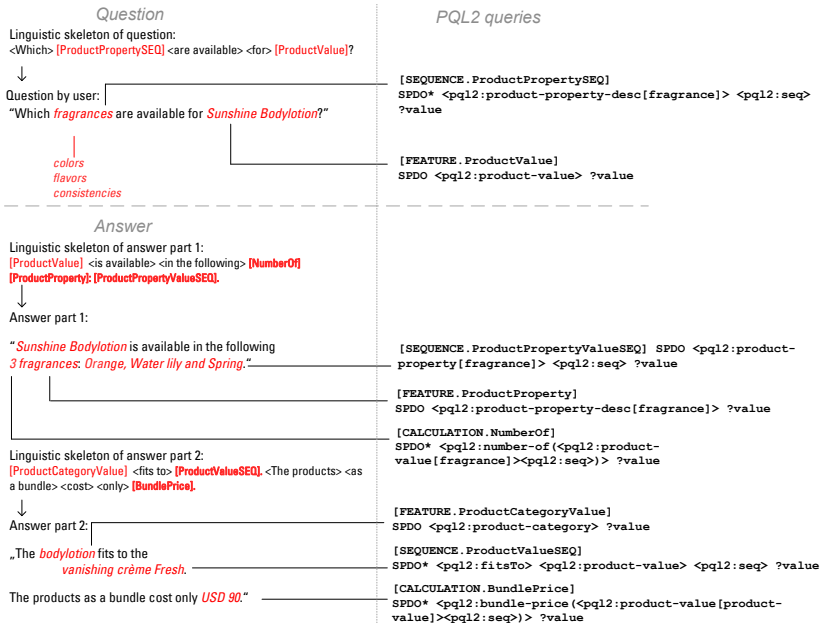 Question
PQL2 queries
Linguistic skeleton of question:
<Which> [ProductPropertySEQ] <are available> <for> [ProductValue]?
Question by user:
"Which fragrances are available for Sunshine Bodylotion?"
colors
flavors
consistencies
[SEQUENCE.ProductPropertySEQ]
SPDO* <pql2:product-property-desc[fragrance]> <pql2:seq>
?value
[FEATURE.ProductValue]
SPDO <pql2:product-value> ?value
Answer
Linguistic skeleton of answer part 1:
[ProductValue] <is available> <in the following> [NumberOf]
[ProductProperty]: [ProductPropertyValueSEQ].
Answer part 1:
“Sunshine Bodylotion is available in the following
3 fragrances: Orange, Water lily and Spring.“
[SEQUENCE.ProductPropertyValueSEQ] SPDO <pql2:product-
property[fragrance]> <pql2:seq> ?value
[FEATURE.ProductProperty]
SPDO <pql2:product-property-desc[fragrance]> ?value
[CALCULATION.NumberOf]
SPDO* <pql2:number-of(<pql2:product-
value[fragrance]><pql2:seq>)> ?value
Linguistic skeleton of answer part 2:
[ProductCategoryValue] <fits to> [ProductValueSEQ]. <The products> <as
a bundle> <cost> <only> [BundlePrice].
Answer part 2:
„The bodylotion fits to the
vanishing crème Fresh.
The products as a bundle cost only USD 90.“
[FEATURE.ProductCategoryValue]
SPDO <pql2:product-category> ?value
[SEQUENCE.ProductValueSEQ]
SPDO* <pql2:fitsTo> <pql2:product-value> <pql2:seq> ?value
[CALCULATION.BundlePrice]
SPDO* <pql2:bundle-price(<pql2:product-value[product-
value]><pql2:seq>)> ?value